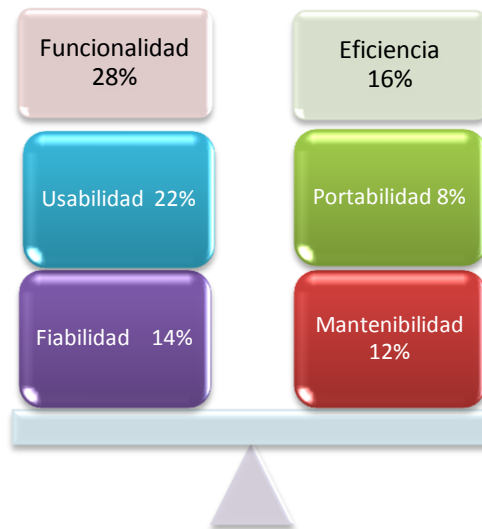 Funcionalidad
28%
Eficiencia
16%
Usabilidad 22%
Portabilidad 8%
Fiabilidad 14%
Mantenibilidad
12%